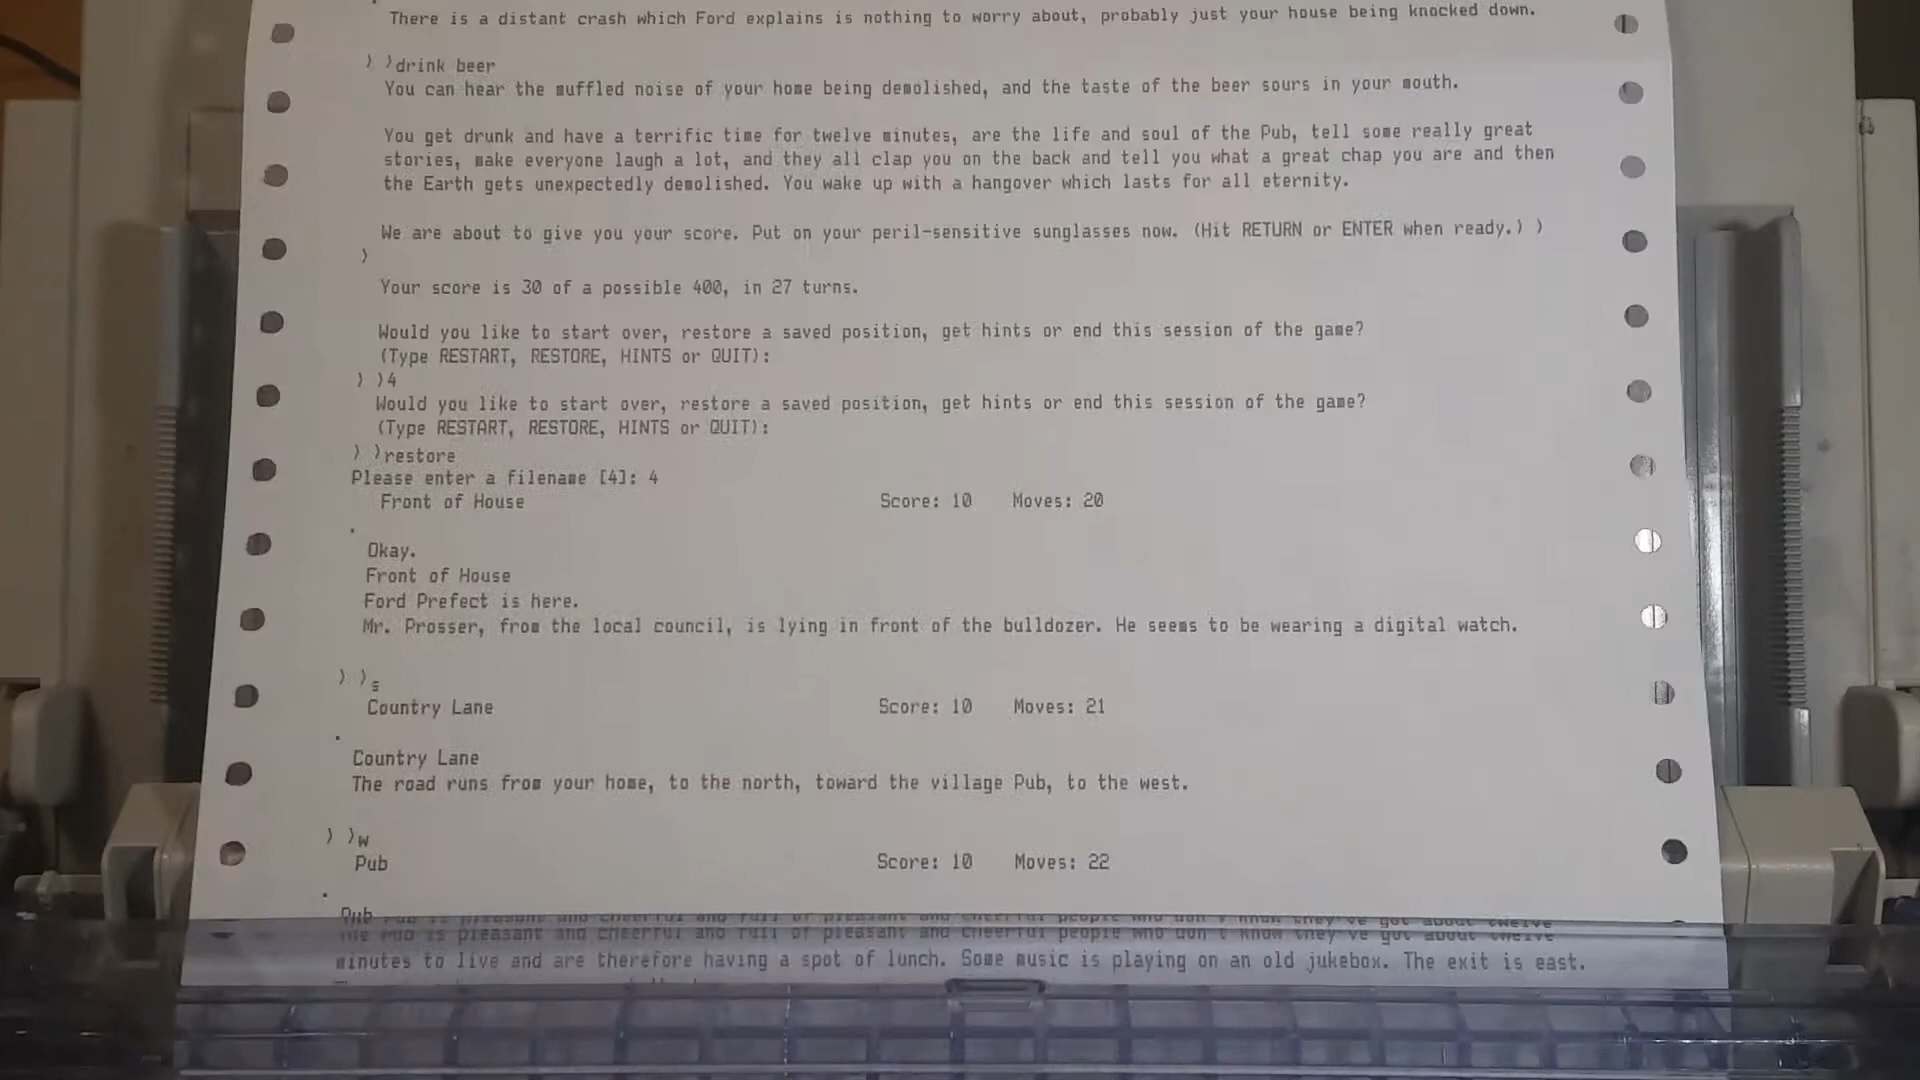 There is a distant crash which Ford explains is nothing to worry about, probably just your house being knocked down.
) )drink beer
You can hear the muffled noise of your home being demolished, and the taste of the beer sours in your mouth.
You get drunk and have a terrific time for twelve minutes, are the life and soul of the Pub, tell some really great
stories, make everyone laugh a lot, and they all clap you on the back and tell you what a great chap you are and then
the Earth gets unexpectedly demolished. You wake up with a hangover which lasts for all eternity.
We are about to give you your score. Put on your peril-sensitive sunglasses now. (Hit RETURN or ENTER when ready.) )
)
Your score is 30 of a possible 400, in 27 turns.
Would you like to start over, restore a saved position, get hints or end this session of the game?
(Type RESTART, RESTORE, HINTS or QUIT):
) )4
Would you like to start over, restore a saved position, get hints or end this session of the game?
(Type RESTART, RESTORE, HINTS or QUIT):
) )restore
Please enter a filename [4]: 4
Front of House Score: 10 Moves: 20
.
Okay.
Front of House
Ford Prefect is here.
Mr. Prosser, from the local council, is lying in front of the bulldozer. He seems to be wearing a digital watch.
) )s
Country Lane Score: 10 Moves: 21
.
Country Lane
The road runs from your home, to the north, toward the village Pub, to the west.
) )w
Pub Score: 10 Moves: 22
.
Pub
The Pub is pleasant and cheerful and full of pleasant and cheerful people who don't know they've got about twelve
minutes to live and are therefore having a spot of lunch. Some music is playing on an old jukebox. The exit is east.